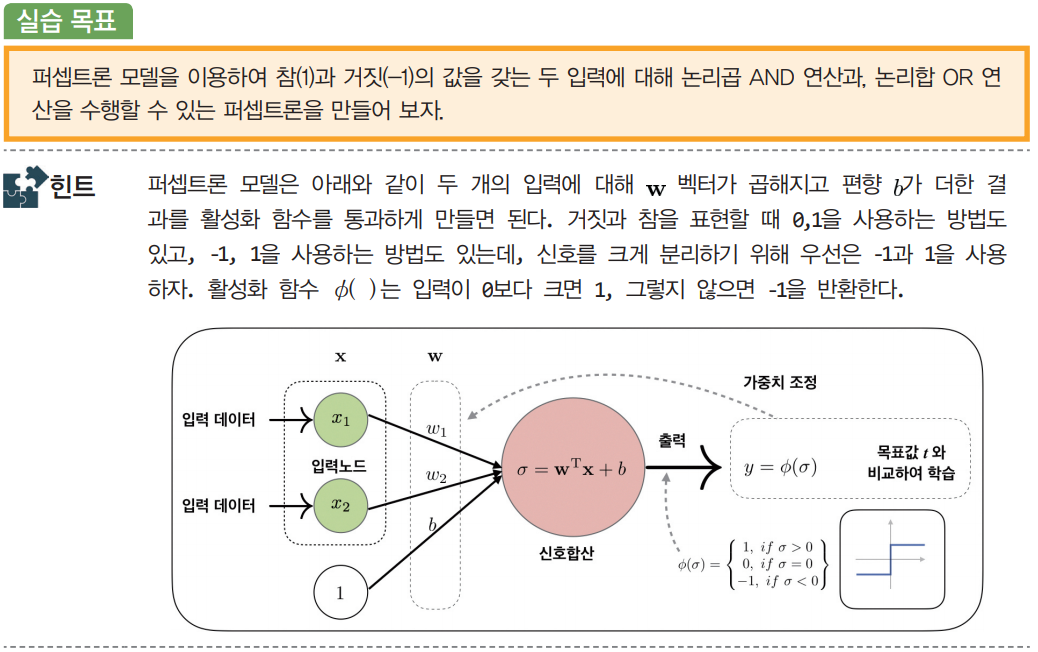 실습 목표
퍼셉트론 모델을 이용하여 참(1)과 거짓(-1)의 값을 갖는 두 입력에 대해 논리곱 AND 연산과, 논리합 OR 연
산을 수행할 수 있는 퍼셉트론을 만들어 보자.
힌트
퍼셉트론 모델은 아래와 같이 두 개의 입력에 대해 w 벡터가 곱해지고 편향 b가 더한 결
과를 활성화 함수를 통과하게 만들면 된다. 거짓과 참을 표현할 때 0,1을 사용하는 방법도
있고, -1, 1을 사용하는 방법도 있는데, 신호를 크게 분리하기 위해 우선은 -1과 1을 사용
하자. 활성화 함수 ϕ( )는 입력이 0보다 크면 1, 그렇지 않으면 -1을 반환한다.
x
w
가중치 조정
입력 데이터
x₁
w₁
입력노드
w₂
입력 데이터
x₂
b
1
σ = wᵀx + b
신호합산
출력
y = ϕ(σ)
목표값 t 와
비교하여 학습
ϕ(σ) = {
1, if σ > 0
0, if σ = 0
−1, if σ < 0
}